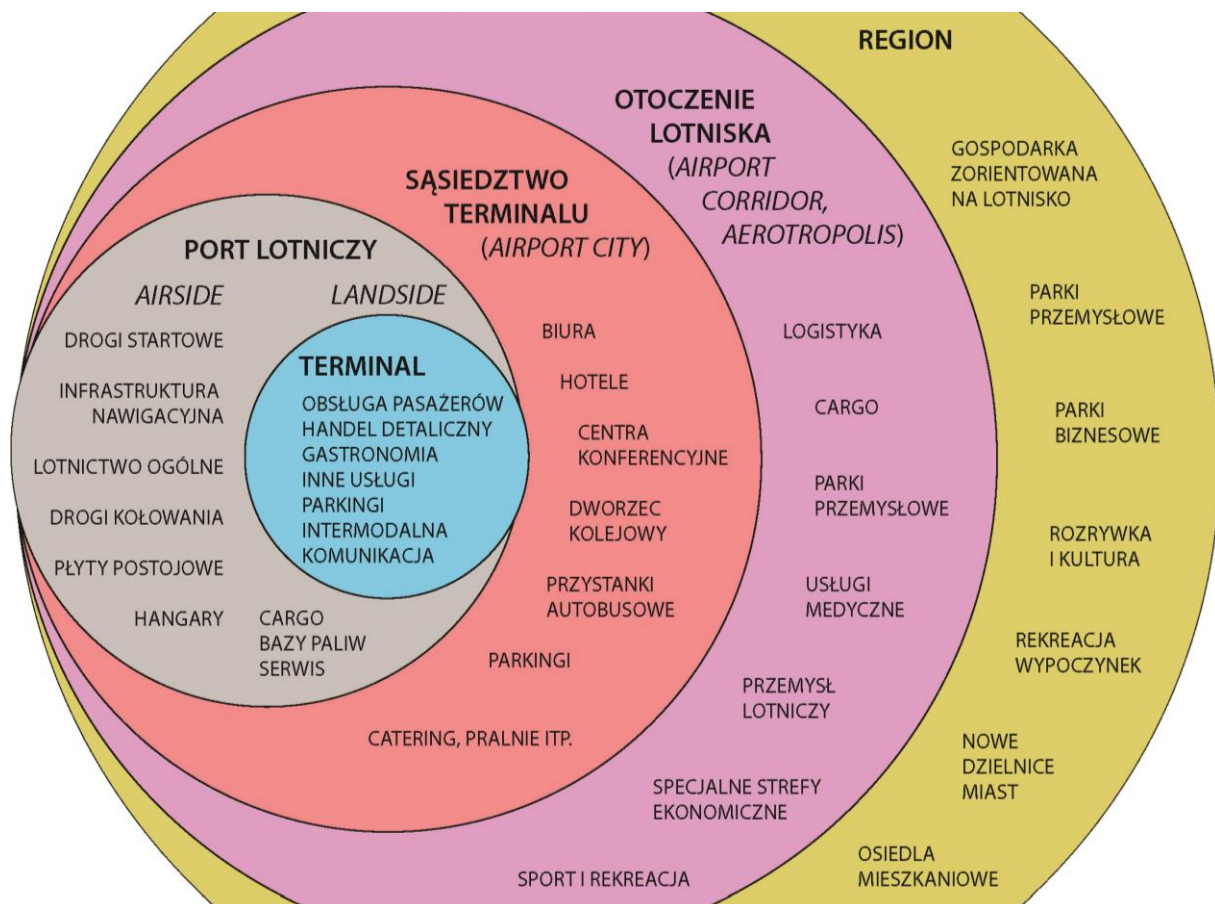 REGION
GOSPODARKA
ZORIENTOWANA
NA LOTNISKO
PARKI
PRZEMYSŁOWE
PARKI
BIZNESOWE
ROZRYWKA
I KULTURA
REKREACJA
WYPOCZYNEK
NOWE
DZIELNICE
MIAST
OSIEDLA
MIESZKANIOWE
OTOCZENIE
LOTNISKA
(AIRPORT
CORRIDOR,
AEROTROPOLIS)
LOGISTYKA
CARGO
PARKI
PRZEMYSŁOWE
USŁUGI
MEDYCZNE
PRZEMYSŁ
LOTNICZY
SPECJALNE STREFY
EKONOMICZNE
SPORT I REKREACJA
SĄSIEDZTWO
TERMINALU
(AIRPORT CITY)
BIURA
HOTELE
CENTRA
KONFERENCYJNE
DWORZEC
KOLEJOWY
PRZYSTANKI
AUTOBUSOWE
PARKINGI
CATERING, PRALNIE ITP.
PORT LOTNICZY
AIRSIDE
DROGI STARTOWE
INFRASTRUKTURA
NAWIGACYJNA
LOTNICTWO OGÓLNE
DROGI KOŁOWANIA
PŁYTY POSTOJOWE
HANGARY
LANDSIDE
CARGO
BAZY PALIW
SERWIS
TERMINAL
OBSŁUGA PASAŻERÓW
HANDEL DETALICZNY
GASTRONOMIA
INNE USŁUGI
PARKINGI
INTERMODALNA
KOMUNIKACJA